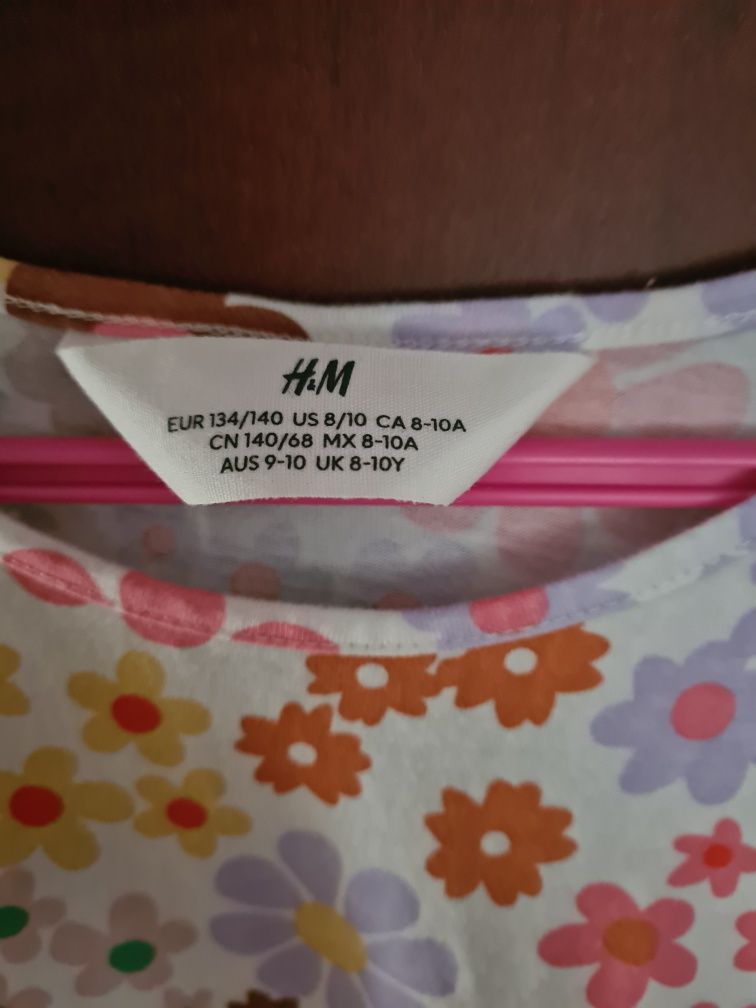 H&M
EUR 134/140 US 8/10 CA 8-10A
CN 140/68 MX 8-10A
AUS 9-10 UK 8-10Y